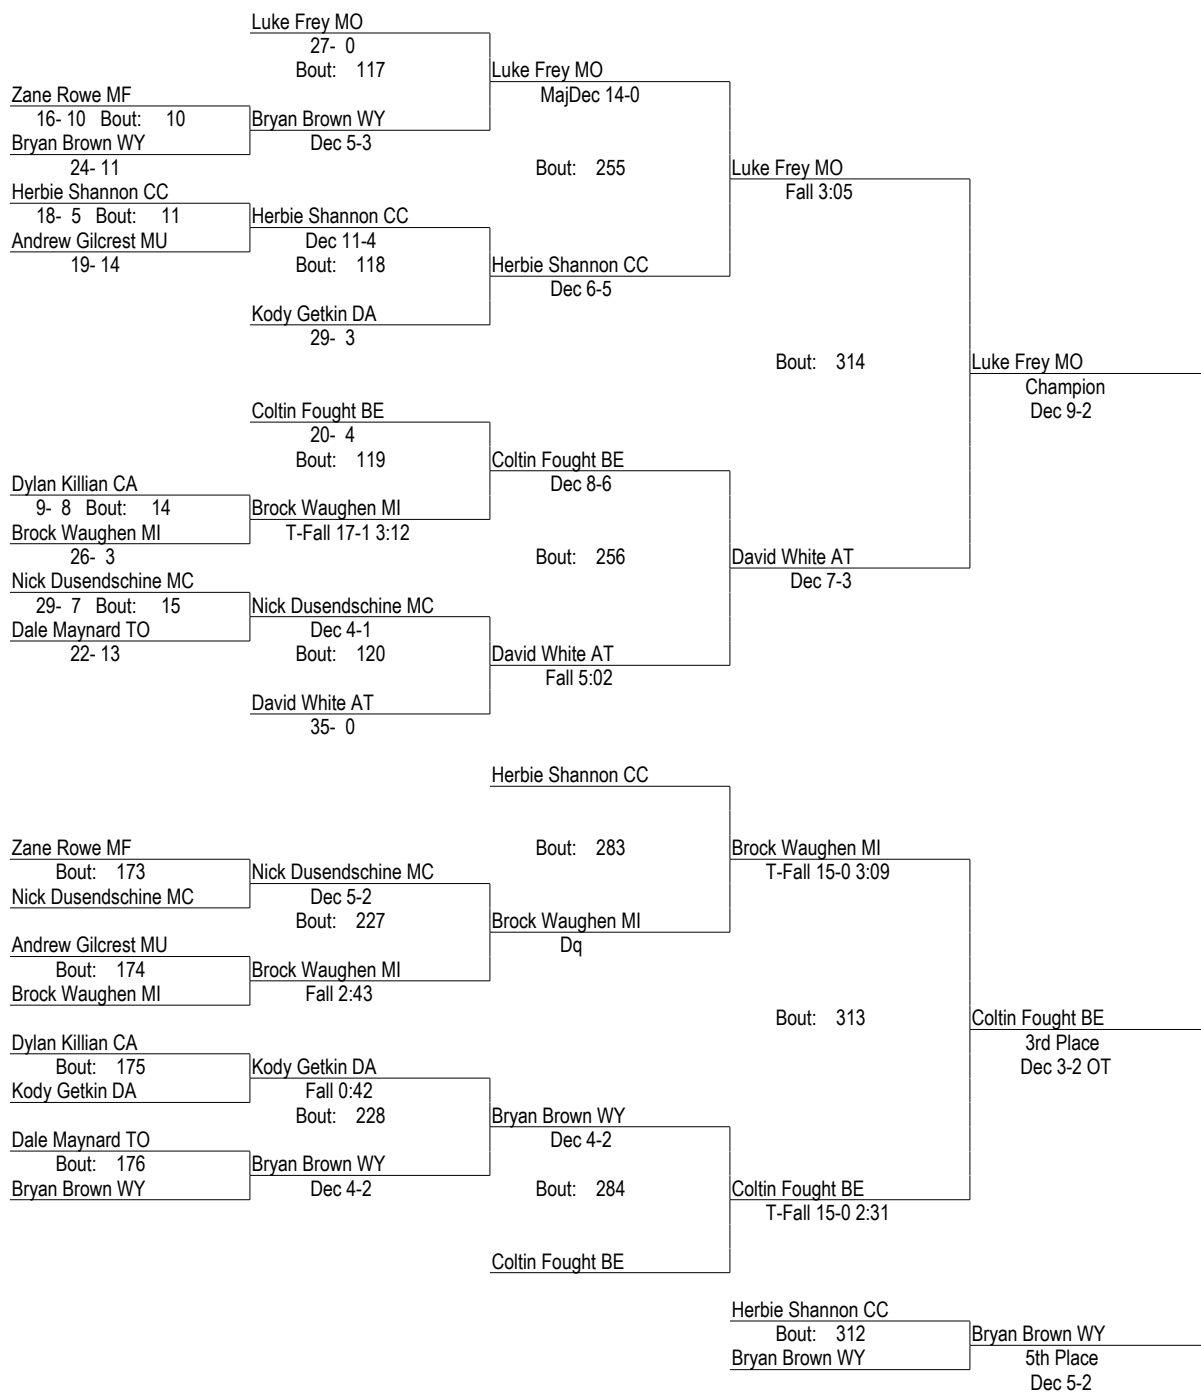 Luke Frey MO
27- 0
Bout: 117
Luke Frey MO
MajDec 14-0
Zane Rowe MF
16- 10 Bout: 10
Bryan Brown WY
Dec 5-3
Bryan Brown WY
24- 11
Bout: 255
Luke Frey MO
Fall 3:05
Herbie Shannon CC
18- 5 Bout: 11
Herbie Shannon CC
Dec 11-4
Andrew Gilcrest MU
19- 14
Bout: 118
Herbie Shannon CC
Dec 6-5
Kody Getkin DA
29- 3
Bout: 314
Luke Frey MO
Champion
Dec 9-2
Coltin Fought BE
20- 4
Bout: 119
Coltin Fought BE
Dec 8-6
Dylan Killian CA
9- 8 Bout: 14
Brock Waughen MI
T-Fall 17-1 3:12
Brock Waughen MI
26- 3
Bout: 256
David White AT
Dec 7-3
Nick Dusendschine MC
29- 7 Bout: 15
Nick Dusendschine MC
Dec 4-1
Dale Maynard TO
22- 13
Bout: 120
David White AT
Fall 5:02
David White AT
35- 0
Herbie Shannon CC
Bout: 283
Brock Waughen MI
T-Fall 15-0 3:09
Zane Rowe MF
Bout: 173
Nick Dusendschine MC
Dec 5-2
Nick Dusendschine MC
Bout: 227
Brock Waughen MI
Dq
Andrew Gilcrest MU
Bout: 174
Brock Waughen MI
Fall 2:43
Brock Waughen MI
Bout: 313
Coltin Fought BE
3rd Place
Dec 3-2 OT
Dylan Killian CA
Bout: 175
Kody Getkin DA
Fall 0:42
Kody Getkin DA
Bout: 228
Bryan Brown WY
Dec 4-2
Dale Maynard TO
Bout: 176
Bryan Brown WY
Dec 4-2
Bryan Brown WY
Bout: 284
Coltin Fought BE
T-Fall 15-0 2:31
Coltin Fought BE
Herbie Shannon CC
Bout: 312
Bryan Brown WY
Bryan Brown WY
5th Place
Dec 5-2